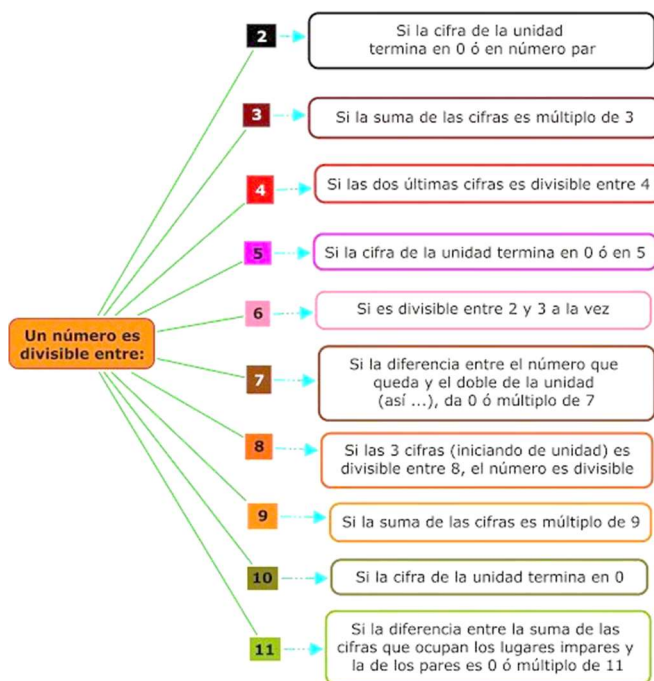 Un número es
divisible entre:
2
Si la cifra de la unidad
termina en 0 ó en número par
3
Si la suma de las cifras es múltiplo de 3
4
Si las dos últimas cifras es divisible entre 4
5
Si la cifra de la unidad termina en 0 ó en 5
6
Si es divisible entre 2 y 3 a la vez
7
Si la diferencia entre el número que
queda y el doble de la unidad
(así ...), da 0 ó múltiplo de 7
8
Si las 3 cifras (iniciando de unidad) es
divisible entre 8, el número es divisible
9
Si la suma de las cifras es múltiplo de 9
10
Si la cifra de la unidad termina en 0
11
Si la diferencia entre la suma de las
cifras que ocupan los lugares impares y
la de los pares es 0 ó múltiplo de 11